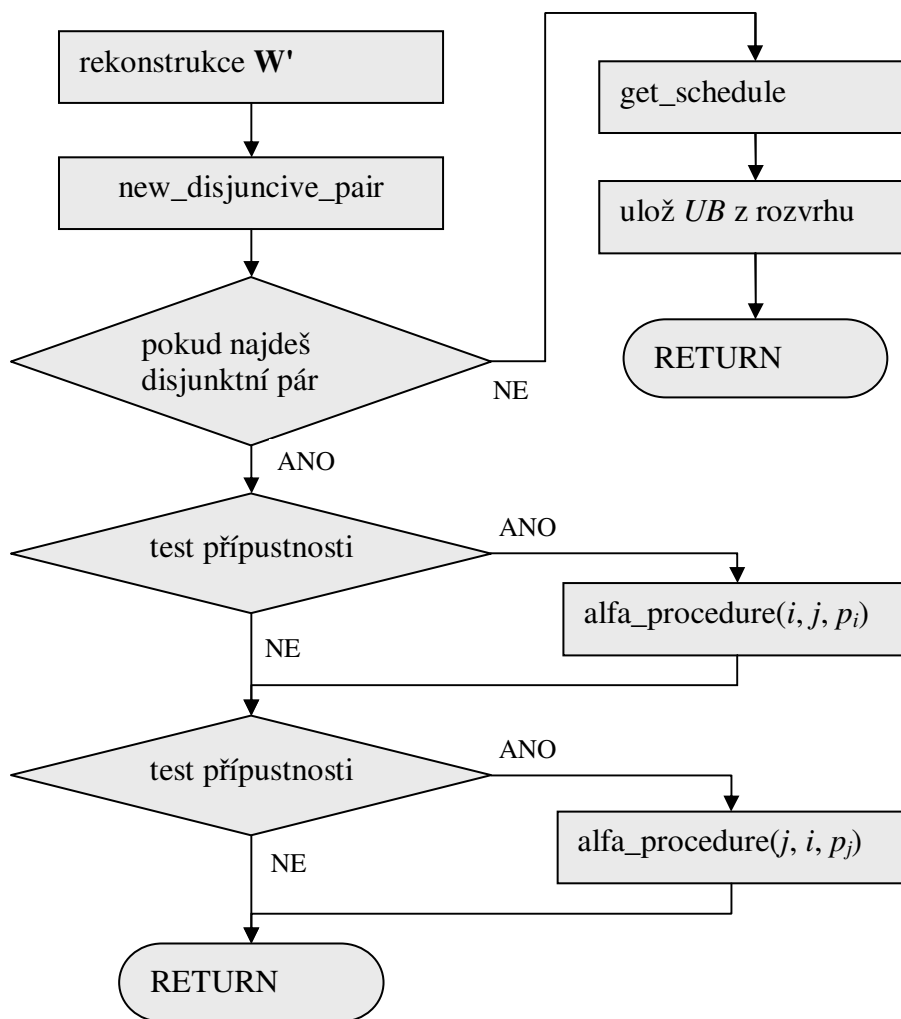 rekonstrukce W'
new_disjuncive_pair
pokud najdeš
disjunktní pár
NE
get_schedule
ulož UB z rozvrhu
RETURN
ANO
test přípustnosti
ANO
alfa_procedure(i, j, pi)
NE
test přípustnosti
ANO
alfa_procedure(j, i, pj)
NE
RETURN